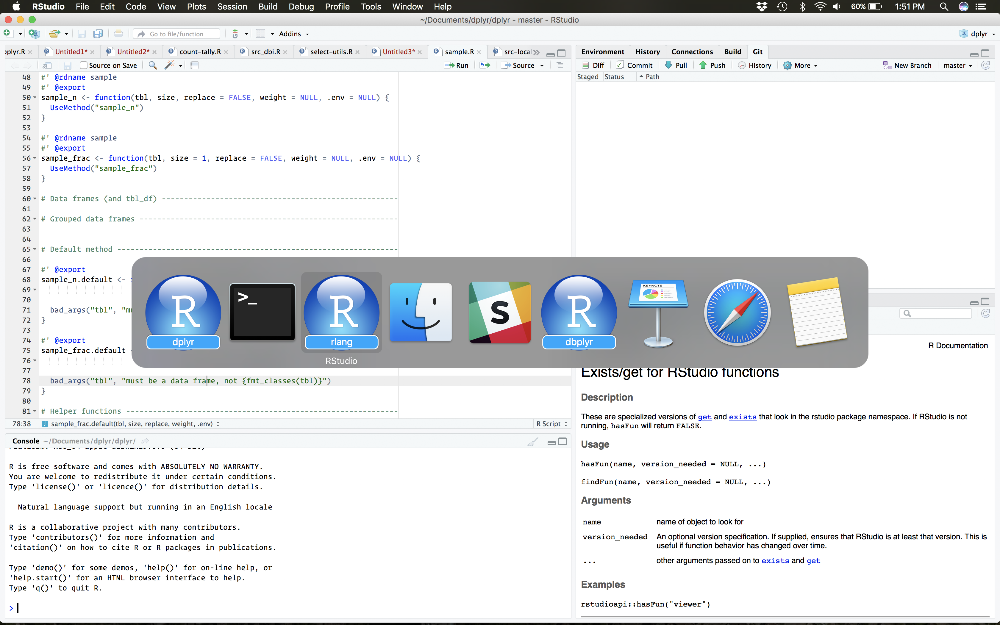 RStudio File Edit Code View Plots Session Build Debug Profile Tools Window Help 60% 1:51 PM
~/Documents/dplyr/dplyr - master - RStudio
Go to file/function Addins dplyr
plyr.R Untitled1* Untitled2* count-tally.R src_dbi.R select-utils.R Untitled3* sample.R src-local
Source on Save Run Source
48 #' @rdname sample
49 #' @export
50 sample_n <- function(tbl, size, replace = FALSE, weight = NULL, .env = NULL) {
51 UseMethod("sample_n")
52 }
53
54 #' @rdname sample
55 #' @export
56 sample_frac <- function(tbl, size = 1, replace = FALSE, weight = NULL, .env = NULL) {
57 UseMethod("sample_frac")
58 }
59
60 # Data frames (and tbl_df) -----------------------------------------------------
61
62 # Grouped data frames ----------------------------------------------------------
63
64
65 # Default method ---------------------------------------------------------------
66
67 #' @export
68 sample_n.default <-
69
70
71 bad_args("tbl", "mu
72 }
73
74 #' @export
75 sample_frac.default
76
77
78 bad_args("tbl", "must be a data frame, not {fmt_classes(tbl)}")
79 }
80
81 # Helper functions -------------------------------------------------------------
78:38 sample_frac.default(tbl, size, replace, weight, .env) R Script
Console ~/Documents/dplyr/dplyr/
R is free software and comes with ABSOLUTELY NO WARRANTY.
You are welcome to redistribute it under certain conditions.
Type 'license()' or 'licence()' for distribution details.
Natural language support but running in an English locale
R is a collaborative project with many contributors.
Type 'contributors()' for more information and
'citation()' on how to cite R or R packages in publications.
Type 'demo()' for some demos, 'help()' for on-line help, or
'help.start()' for an HTML browser interface to help.
Type 'q()' to quit R.
>
Environment History Connections Build Git
Diff Commit Pull Push History More New Branch master
Staged Status Path
R R R
>_ S KEYNOTE
dplyr rlang dbplyr
RStudio
R Documentation
Exists/get for RStudio functions
Description
These are specialized versions of get and exists that look in the rstudio package namespace. If RStudio is not
running, hasFun will return FALSE.
Usage
hasFun(name, version_needed = NULL, ...)
findFun(name, version_needed = NULL, ...)
Arguments
name name of object to look for
version_needed An optional version specification. If supplied, ensures that RStudio is at least that version. This is
useful if function behavior has changed over time.
... other arguments passed on to exists and get
Examples
rstudioapi::hasFun("viewer")